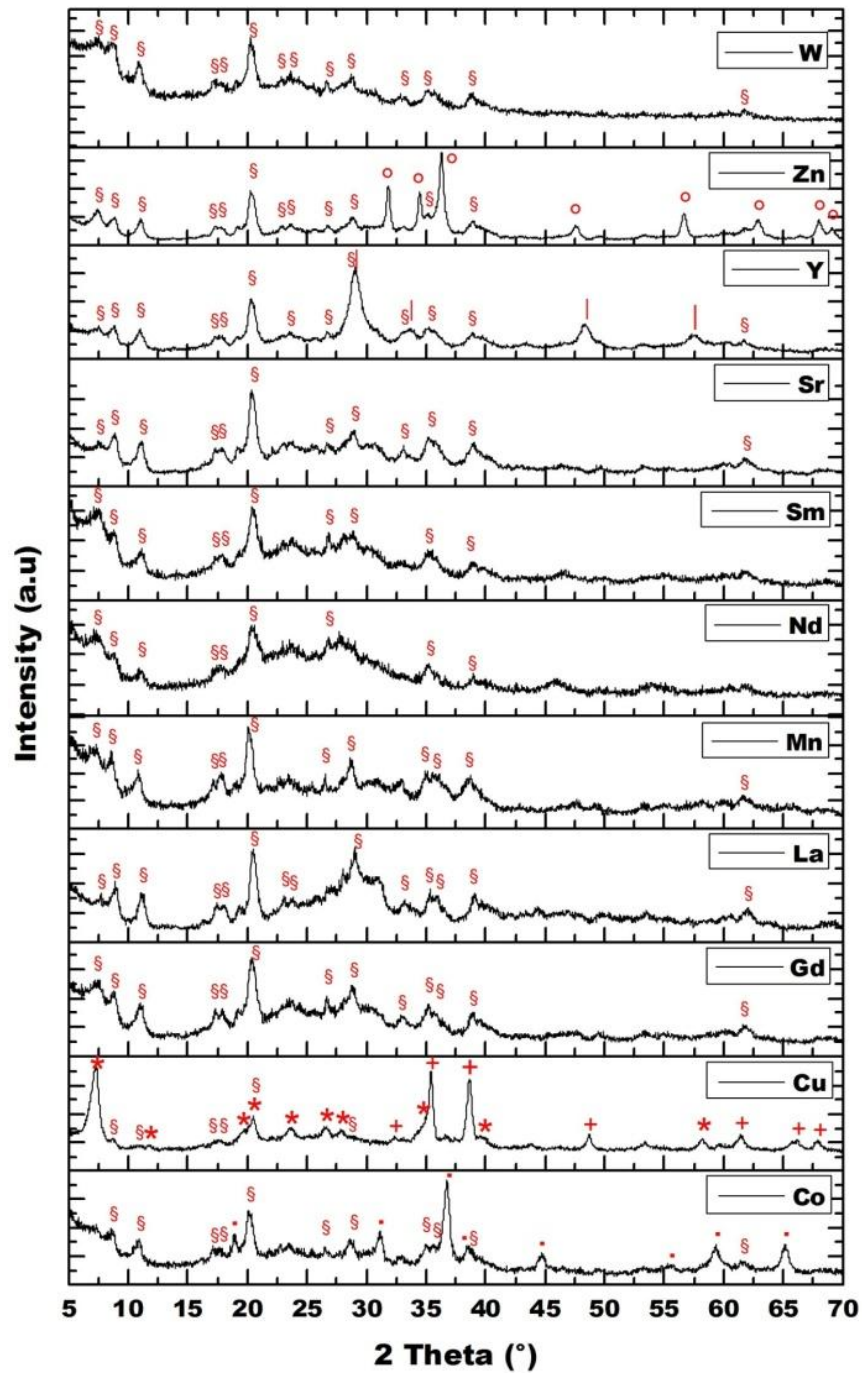 § § § §§ § § § § § § § § §
W
§ § § §§ § § § § § o o § o § o o o o o
Zn
§ § § §§ § § § § | § | § § | | §
Y
§ § § §§ § § § § § § §
Sr
§ § § §§ § § § § §
Sm
§ § § §§ § § § §
Nd
§ § § §§ § § § § § § §
Mn
§ § § §§ § § § § § § § § §
La
§ § § §§ § § § § § § § §
Gd
* § § * §§ * § * * * * § + * + + * + * + + +
Cu
§ § §§ ▪ § § § ▪ § § ▪ ▪ § ▪ ▪ ▪ § ▪
Co
Intensity (a.u)
5 10 15 20 25 30 35 40 45 50 55 60 65 70
2 Theta (°)